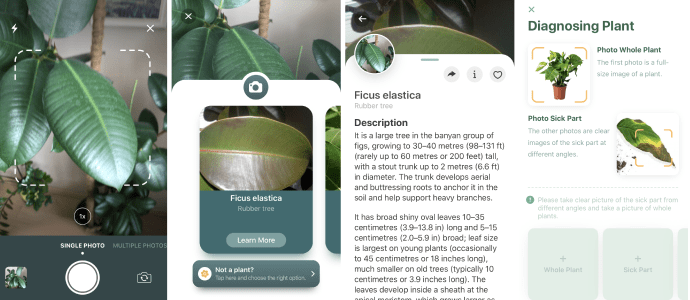 1x
SINGLE PHOTO
MULTIPLE PHOTOS
Ficus elastica
Rubber tree
Learn More
Not a plant?
Tap here and choose the right option.
Ficus elastica
Rubber tree
Description
It is a large tree in the banyan group of
figs, growing to 30–40 metres (98–131 ft)
(rarely up to 60 metres or 200 feet) tall,
with a stout trunk up to 2 metres (6.6 ft)
in diameter. The trunk develops aerial
and buttressing roots to anchor it in the
soil and help support heavy branches.
It has broad shiny oval leaves 10–35
centimetres (3.9–13.8 in) long and 5–15
centimetres (2.0–5.9 in) broad; leaf size
is largest on young plants (occasionally
to 45 centimetres or 18 inches long),
much smaller on old trees (typically 10
centimetres or 3.9 inches long). The
leaves develop inside a sheath at the
apical meristem, which grows larger as
Diagnosing Plant
Photo Whole Plant
The first photo is a full-
size image of a plant.
Photo Sick Part
The other photos are clear
images of the sick part at
different angles.
Please take clear picture of the sick part from
different angles and take a picture of whole
plants.
+
Whole Plant
+
Sick Part